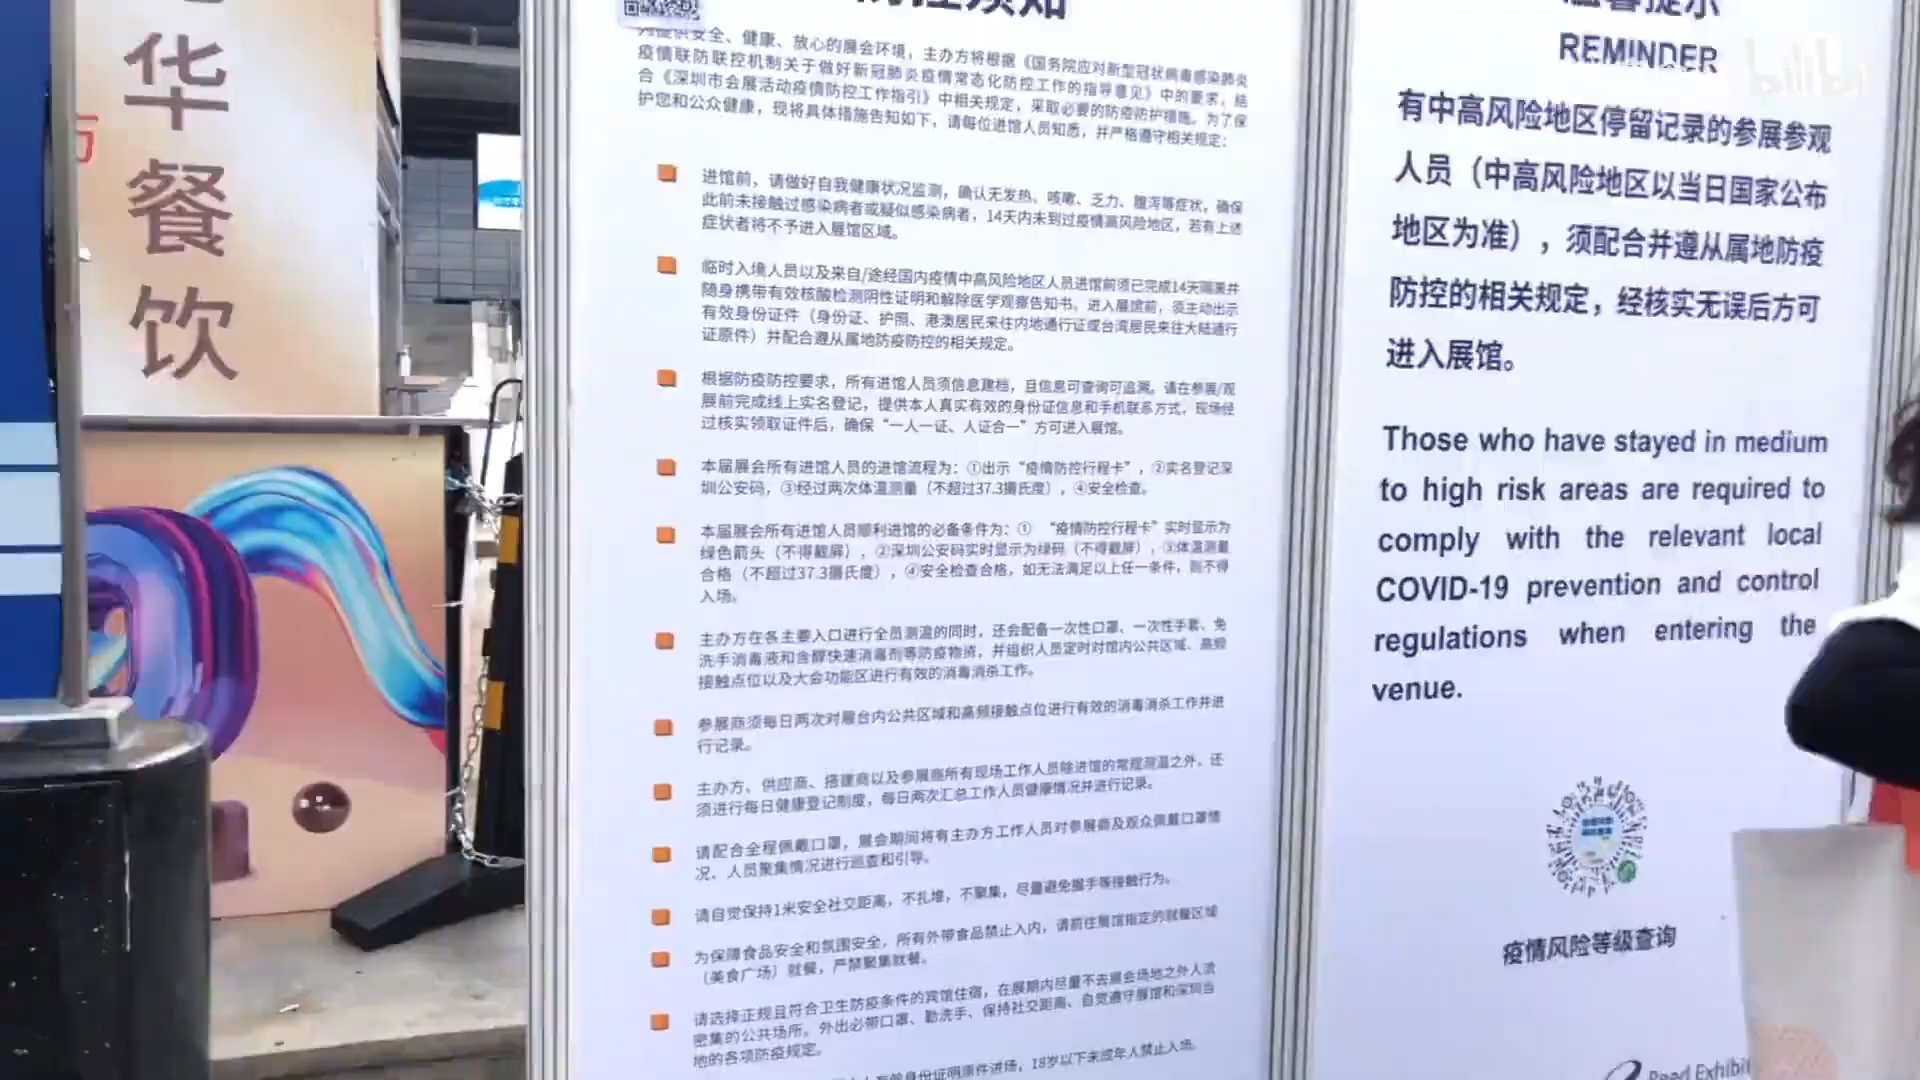 华
餐
饮
为提供安全、健康、放心的展会环境，主办方将根据《国务院应对新型冠状病毒感染肺炎
疫情联防联控机制关于做好新冠肺炎疫情常态化防控工作的指导意见》中的要求，结
合《深圳市会展活动疫情防控工作指引》中相关规定，采取必要的防疫防护措施。为了保
护您和公众健康，现将具体措施告知如下，请每位进馆人员知悉，并严格遵守相关规定：
进馆前，请做好自我健康状况监测，确认无发热、咳嗽、乏力、腹泻等症状，确保
此前未接触过感染病者或疑似感染病者，14天内未到过疫情高风险地区，若有上述
症状者将不予进入展馆区域。
临时入境人员以及来自/途经国内疫情中高风险地区人员进馆前须已完成14天隔离并
随身携带有效核酸检测阴性证明和解除医学观察告知书。进入展馆前，须主动出示
有效身份证件（身份证、护照、港澳居民来往内地通行证或台湾居民来往大陆通行
证原件）并配合遵从属地防疫防控的相关规定。
根据防疫防控要求，所有进馆人员须信息建档，且信息可查询可追溯。请在参展/观
展前完成线上实名登记，提供本人真实有效的身份证信息和手机联系方式，现场经
过核实领取证件后，确保“一人一证、人证合一”方可进入展馆。
本届展会所有进馆人员的进馆流程为：①出示“疫情防控行程卡”，②实名登记深
圳公安码，③经过两次体温测量（不超过37.3摄氏度），④安全检查。
本届展会所有进馆人员顺利进馆的必备条件为：① “疫情防控行程卡”实时显示为
绿色箭头（不得截屏），②深圳公安码实时显示为绿码（不得截屏），③体温测量
合格（不超过37.3摄氏度），④安全检查合格，如无法满足以上任一条件，则不得
入场。
主办方在各主要入口进行全员测温的同时，还会配备一次性口罩、一次性手套、免
洗手消毒液和含醇快速消毒剂等防疫物资，并组织人员定时对馆内公共区域、高频
接触点位以及大会功能区进行有效的消毒消杀工作。
参展商须每日两次对展台内公共区域和高频接触点位进行有效的消毒消杀工作并进
行记录。
主办方、供应商、搭建商以及参展商所有现场工作人员除进馆的常规测温之外，还
须进行每日健康登记制度，每日两次汇总工作人员健康情况并进行记录。
请配合全程佩戴口罩，展会期间将有主办方工作人员对参展商及观众佩戴口罩情
况、人员聚集情况进行巡查和引导。
请自觉保持1米安全社交距离，不扎堆，不聚集，尽量避免握手等接触行为。
为保障食品安全和氛围安全，所有外带食品禁止入内，请前往展馆指定的就餐区域
（美食广场）就餐，严禁聚集就餐。
请选择正规且符合卫生防疫条件的宾馆住宿，在展期内尽量不去展会场地之外人流
密集的公共场所。外出必带口罩、勤洗手、保持社交距离、自觉遵守展馆和深圳当
地的各项防疫规定。
身份证明原件进场，18岁以下未成年人禁止入场。
温馨提示
REMINDER
bilibili
有中高风险地区停留记录的参展参观
人员（中高风险地区以当日国家公布
地区为准），须配合并遵从属地防疫
防控的相关规定，经核实无误后方可
进入展馆。
Those who have stayed in medium
to high risk areas are required to
comply with the relevant local
COVID-19 prevention and control
regulations when entering the
venue.
疫情风险等级查询
Reed Exhibit